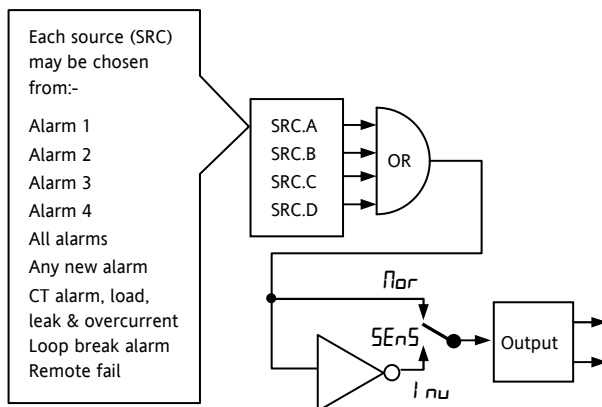 Each source (SRC)
may be chosen
from:-
Alarm 1
Alarm 2
Alarm 3
Alarm 4
All alarms
Any new alarm
CT alarm, load,
leak & overcurrent
Loop break alarm
Remote fail
SRC.A
SRC.B
SRC.C
SRC.D
OR
nor
SEnS
Inv
Output